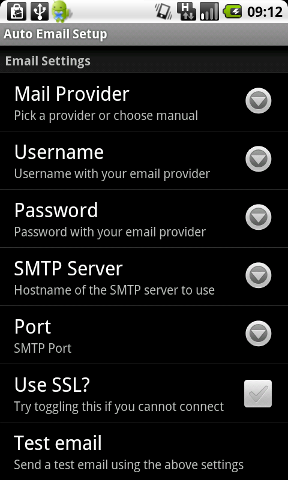 H
09:12
Auto Email Setup
Email Settings
Mail Provider
Pick a provider or choose manual
Username
Username with your email provider
Password
Password with your email provider
SMTP Server
Hostname of the SMTP server to use
Port
SMTP Port
Use SSL?
Try toggling this if you cannot connect
Test email
Send a test email using the above settings